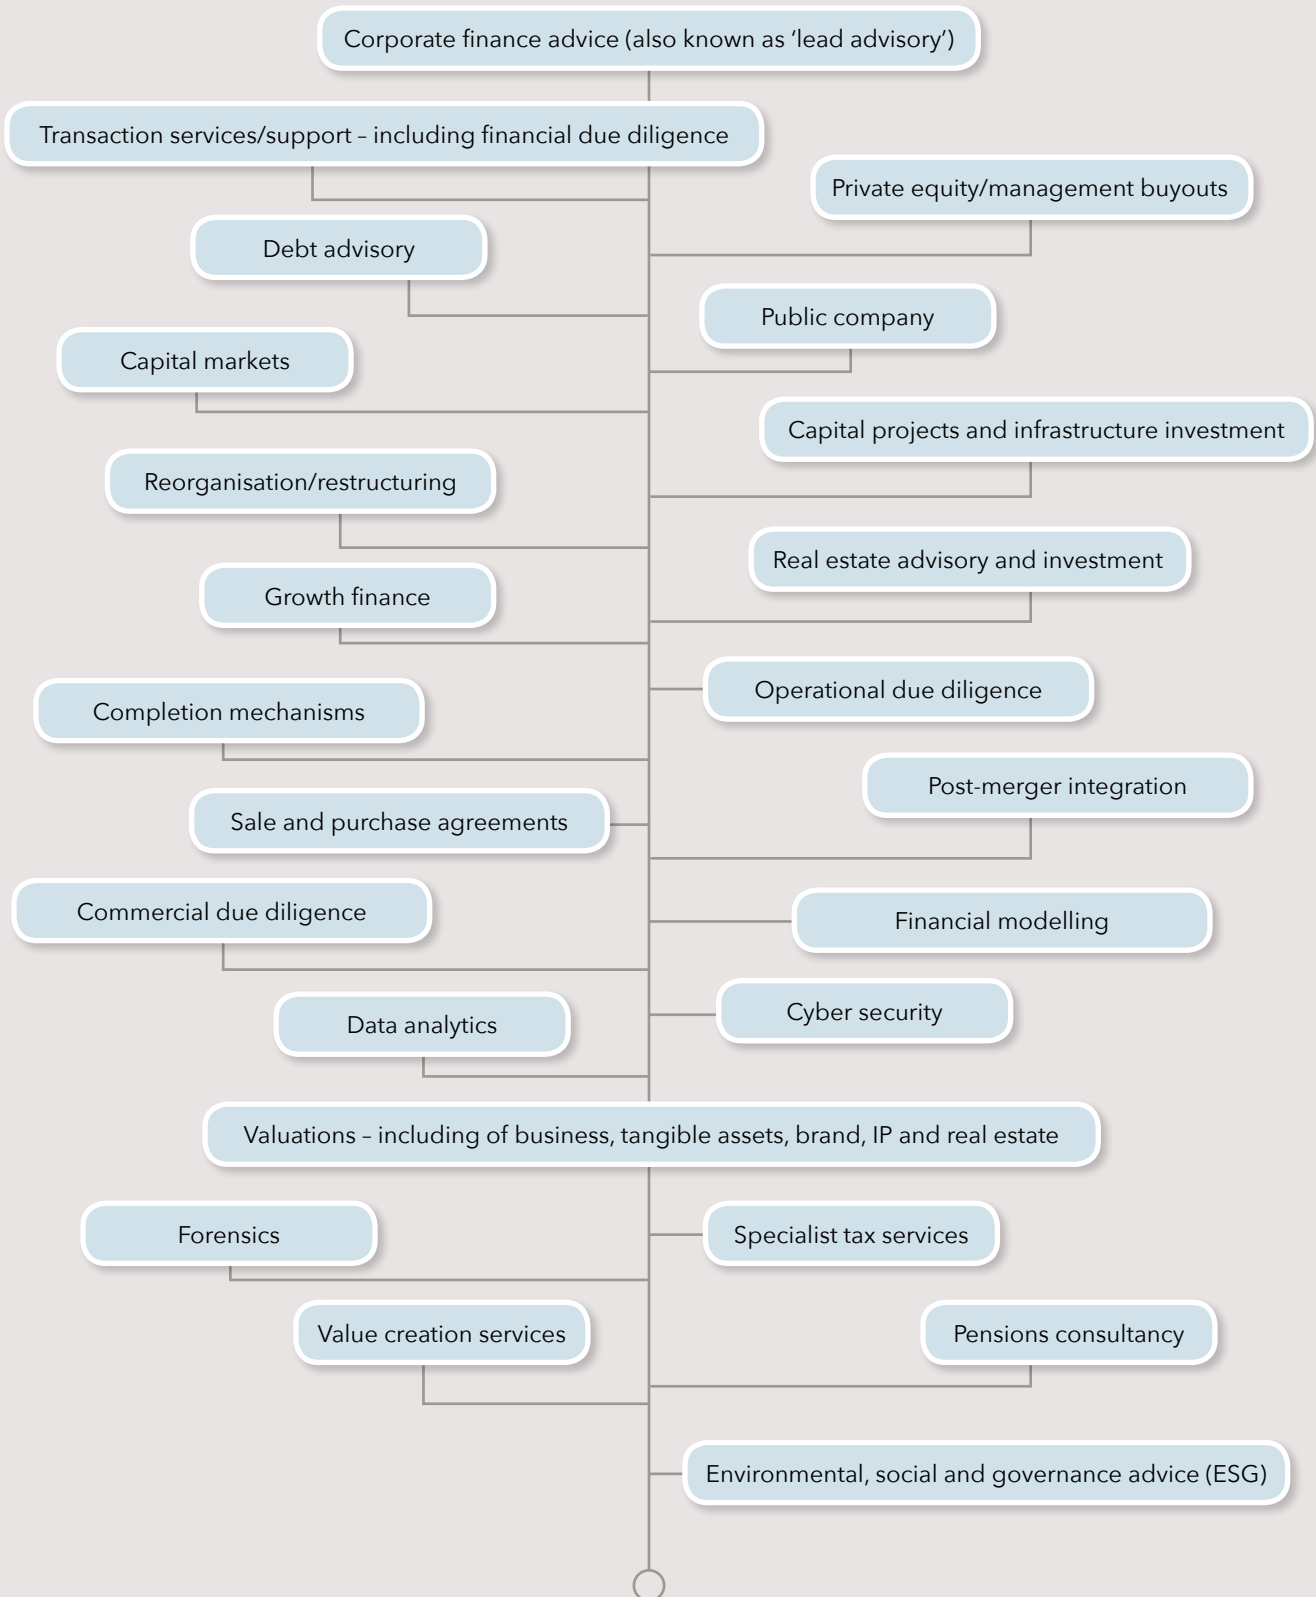 Corporate finance advice (also known as ‘lead advisory’)
Transaction services/support – including financial due diligence
Private equity/management buyouts
Debt advisory
Public company
Capital markets
Capital projects and infrastructure investment
Reorganisation/restructuring
Real estate advisory and investment
Growth finance
Operational due diligence
Completion mechanisms
Post-merger integration
Sale and purchase agreements
Commercial due diligence
Financial modelling
Cyber security
Data analytics
Valuations – including of business, tangible assets, brand, IP and real estate
Forensics
Specialist tax services
Value creation services
Pensions consultancy
Environmental, social and governance advice (ESG)